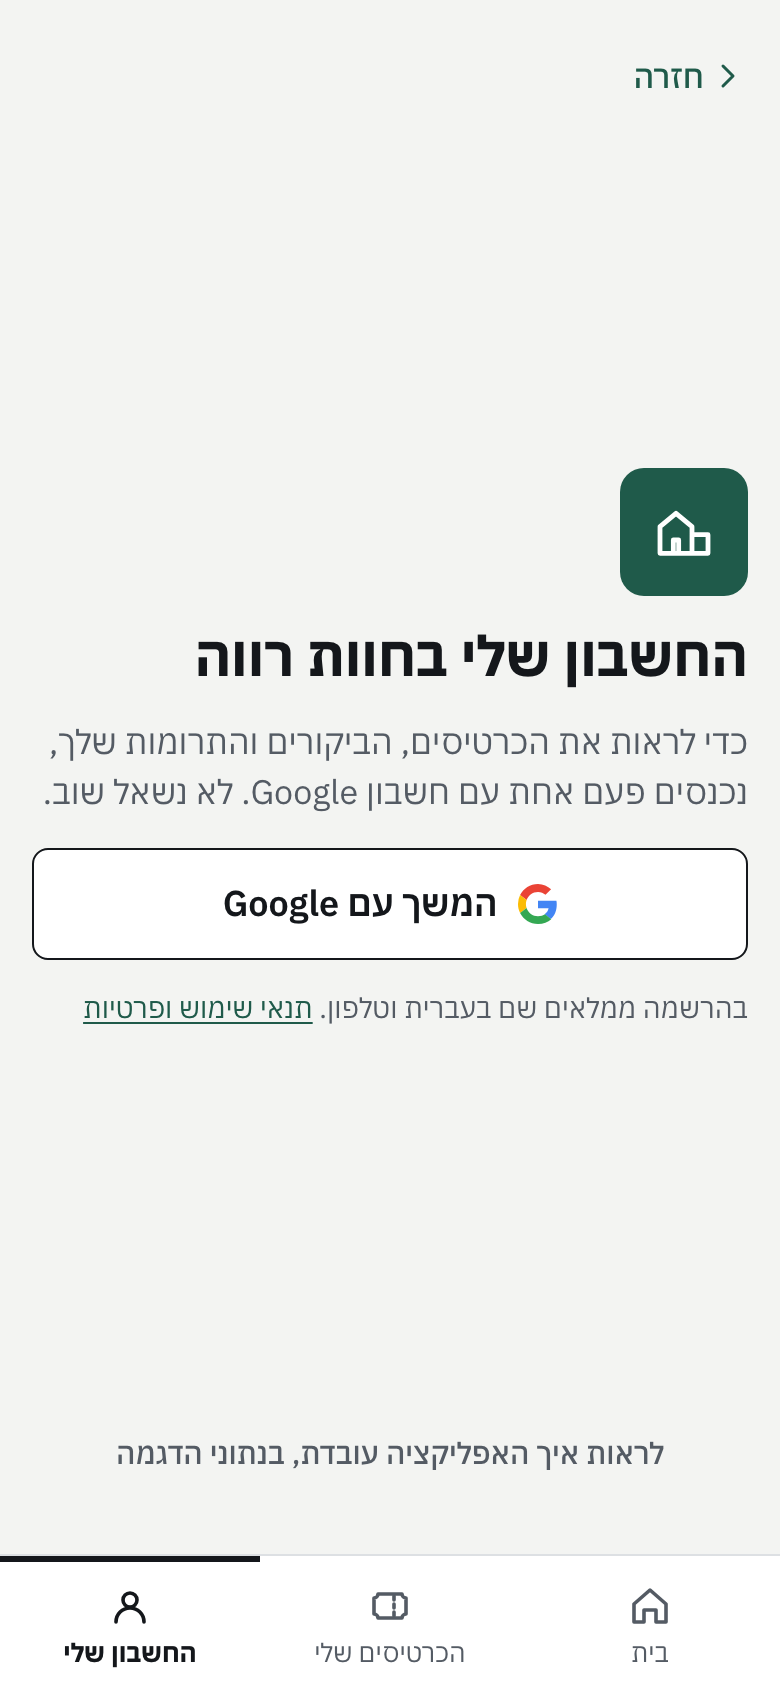 חזרה
החשבון שלי בחוות רווה
כדי לראות את הכרטיסים, הביקורים והתרומות שלך,
נכנסים פעם אחת עם חשבון Google. לא נשאל שוב.
המשך עם Google
בהרשמה ממלאים שם בעברית וטלפון. תנאי שימוש ופרטיות
לראות איך האפליקציה עובדת, בנתוני הדגמה
בית
הכרטיסים שלי
החשבון שלי